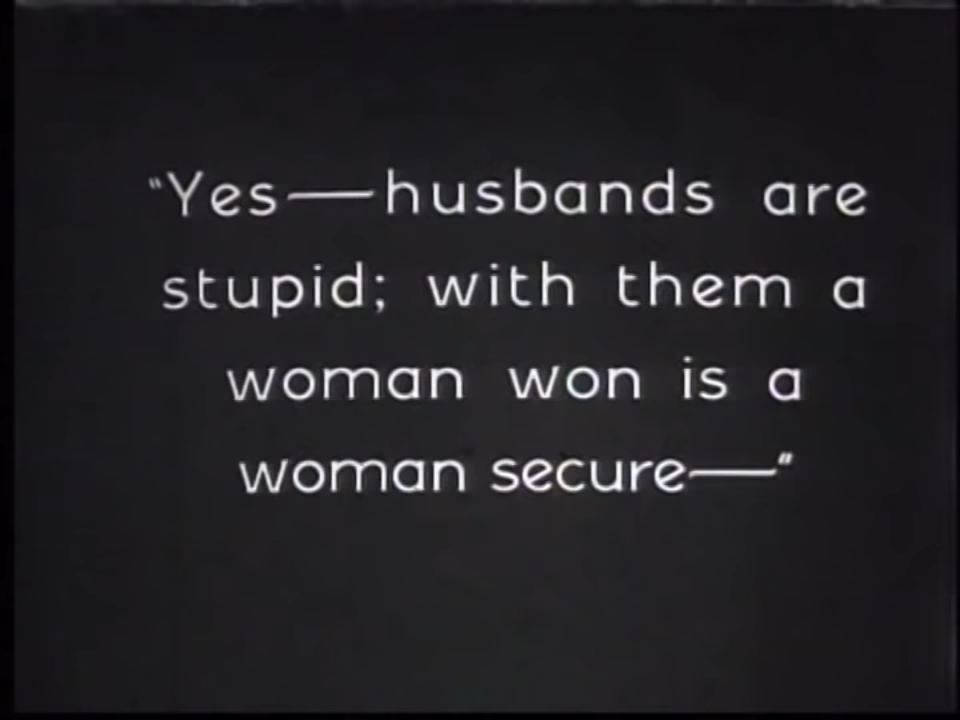 "Yes—husbands are
stupid; with them a
woman won is a
woman secure—"